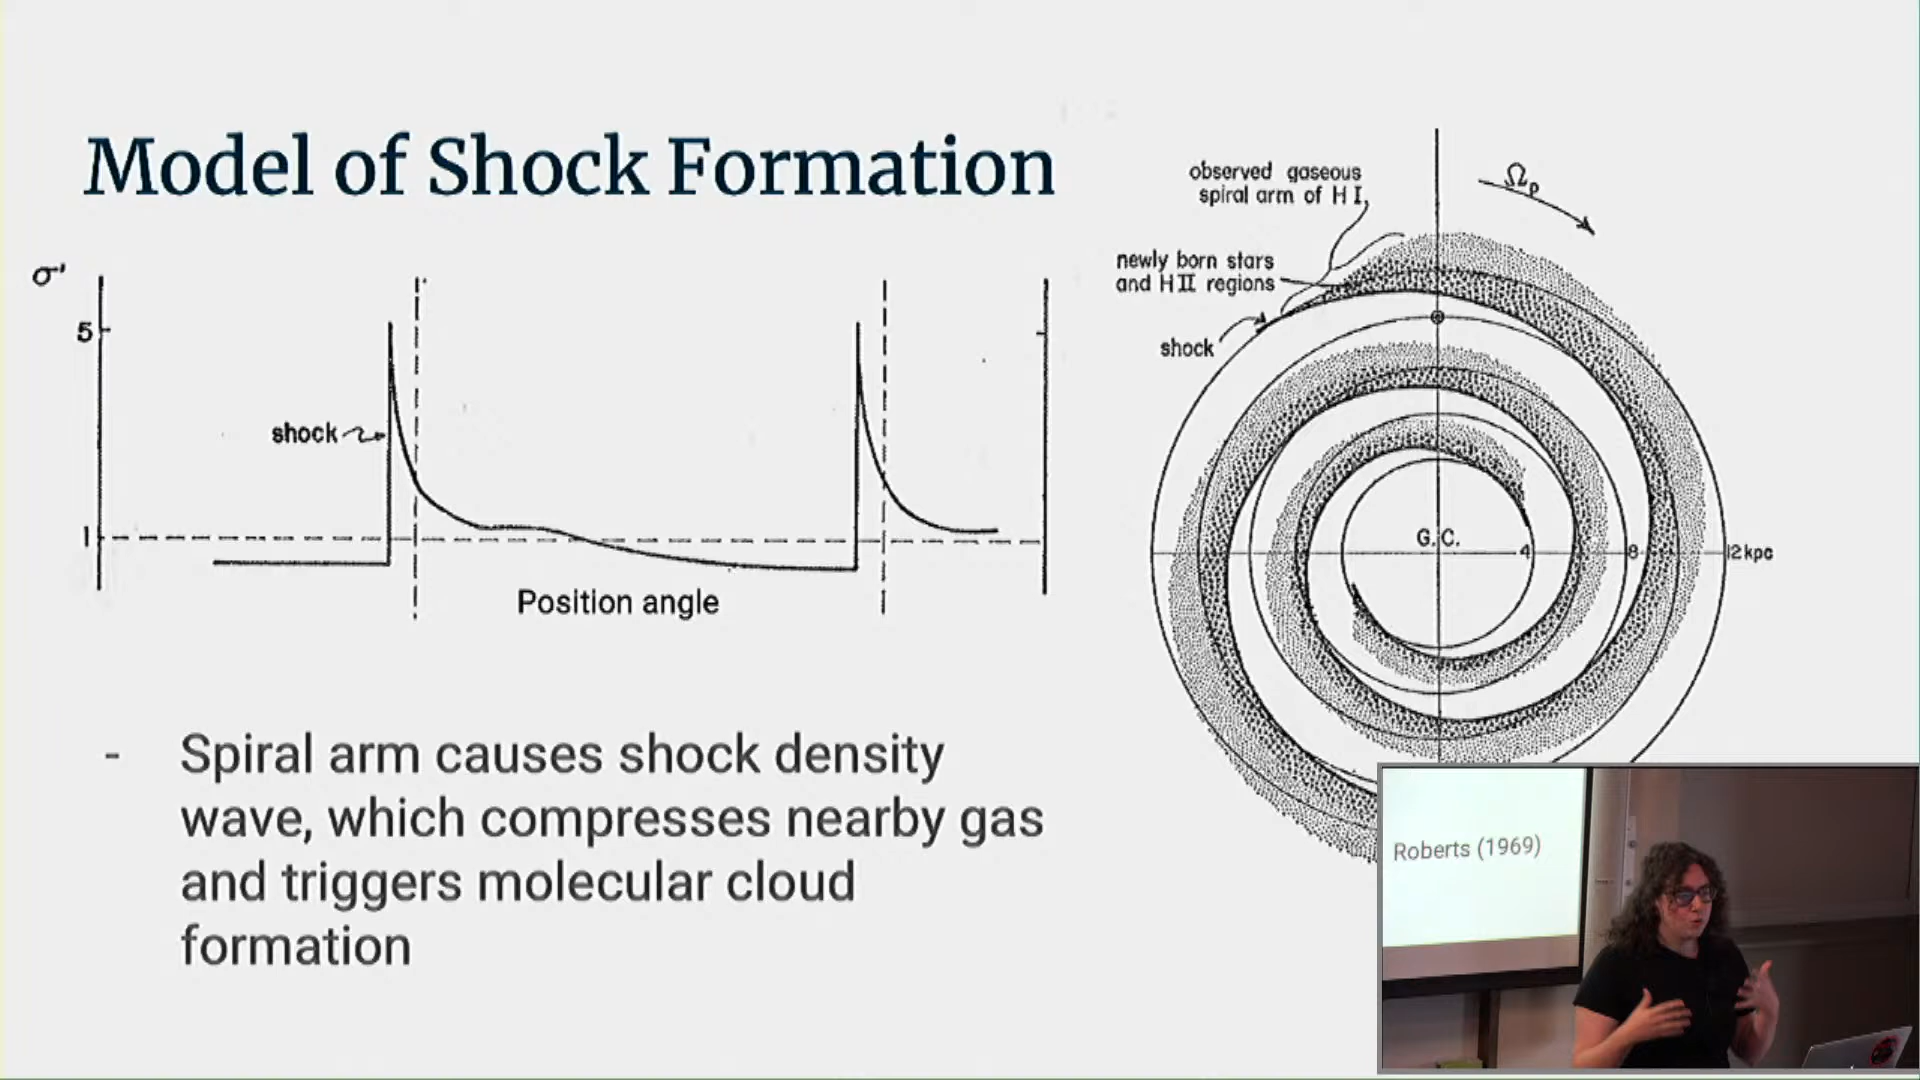 Model of Shock Formation
σ'
5
shock
1
Position angle
observed gaseous
spiral arm of H I,
Ωp
newly born stars
and H II regions
shock
G.C.
4
8
12 kpc
- Spiral arm causes shock density
wave, which compresses nearby gas
and triggers molecular cloud
formation
Roberts (1969)